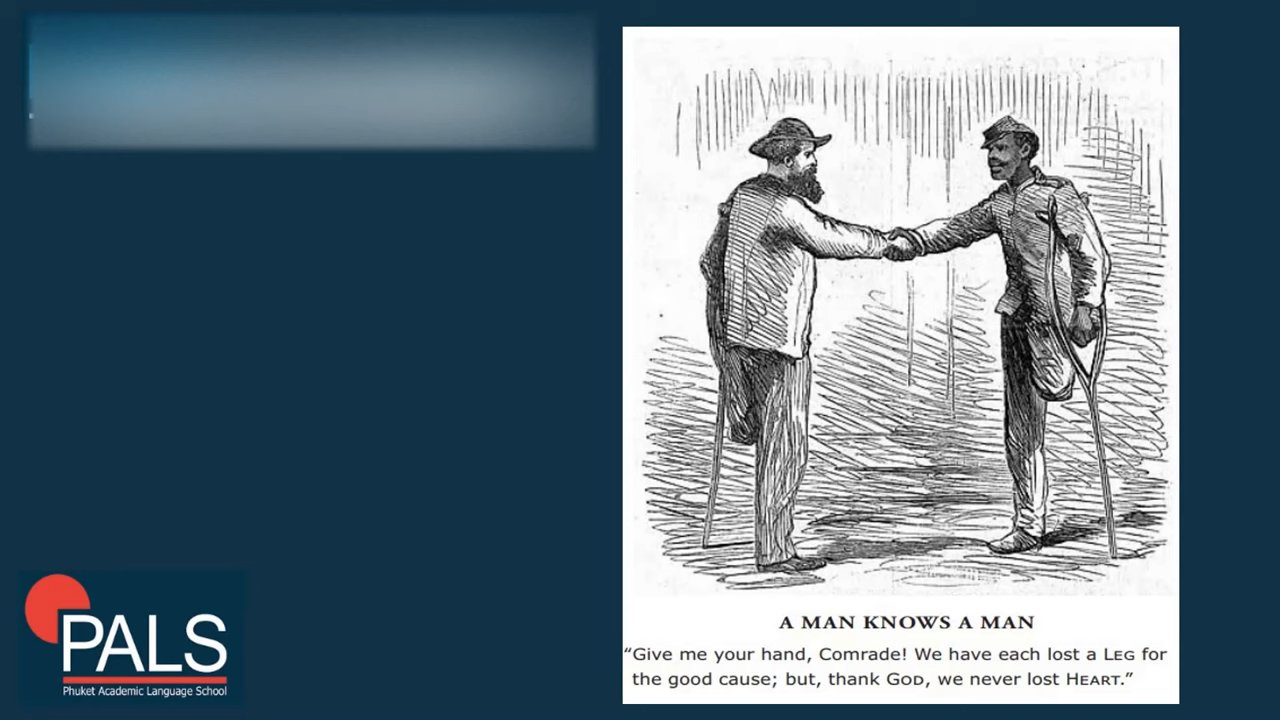 A MAN KNOWS A MAN
“Give me your hand, Comrade! We have each lost a LEG for
the good cause; but, thank GOD, we never lost HEART.”
PALS
Phuket Academic Language School